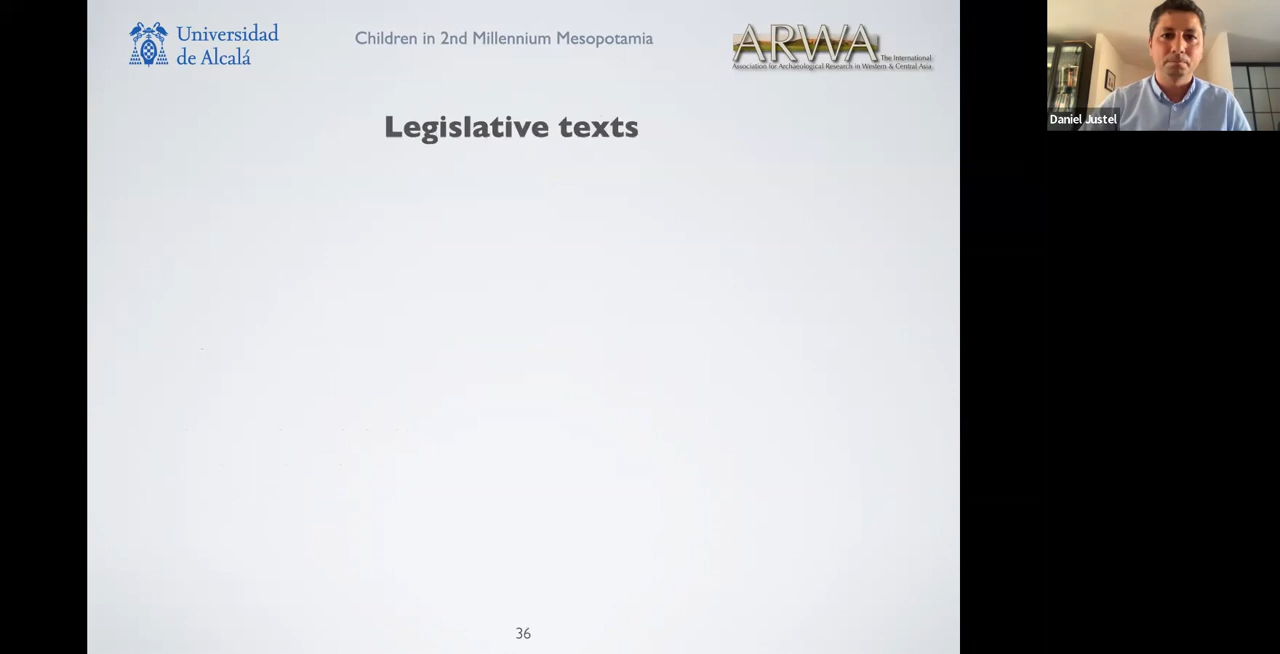 Universidad
de Alcalá
Children in 2nd Millennium Mesopotamia
ARWA
The International
Association for Archaeological Research in Western & Central Asia
Daniel Justel
Legislative texts
36